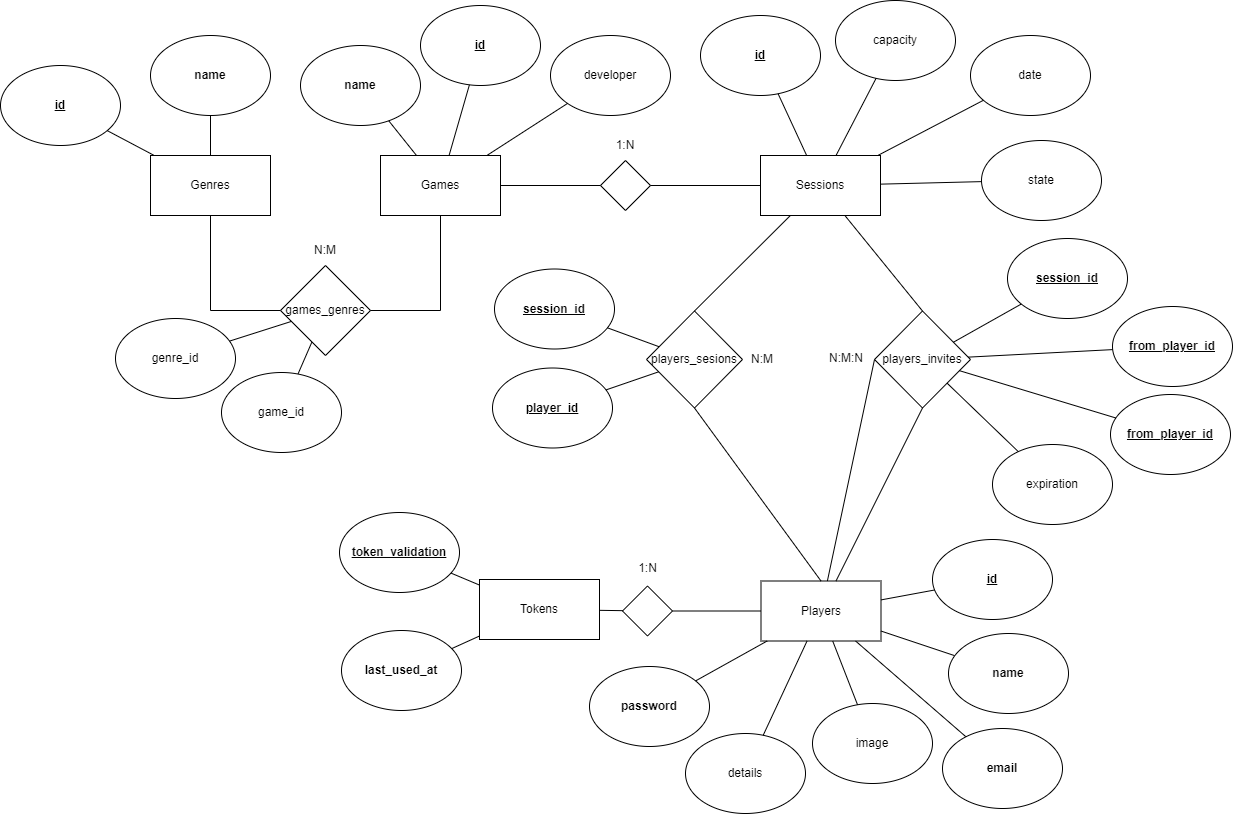 id
capacity
id
name
developer
date
name
id
1:N
state
Genres
Games
Sessions
N:M
session_id
games_genres
session_id
from_player_id
genre_id
players_sesions
N:M
N:M:N
players_invites
game_id
player_id
from_player_id
expiration
token_validation
1:N
id
Tokens
Players
last_used_at
name
password
image
details
email